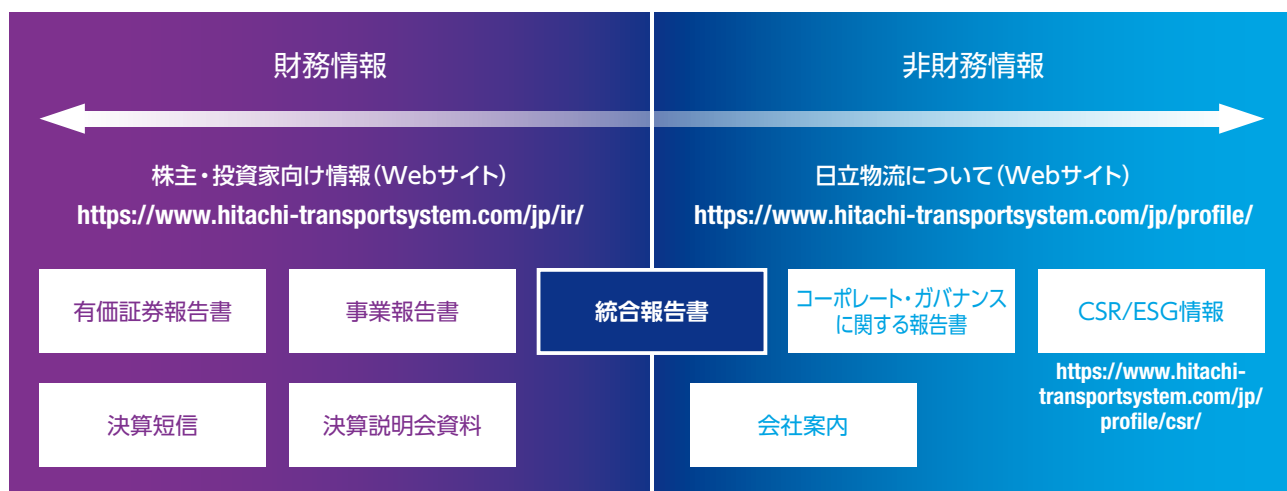 財務情報
非財務情報
株主・投資家向け情報(Webサイト)
https://www.hitachi-transportsystem.com/jp/ir/
日立物流について(Webサイト)
https://www.hitachi-transportsystem.com/jp/profile/
有価証券報告書
事業報告書
統合報告書
コーポレート・ガバナンス
に関する報告書
CSR/ESG情報
https://www.hitachi-
transportsystem.com/jp/
profile/csr/
決算短信
決算説明会資料
会社案内